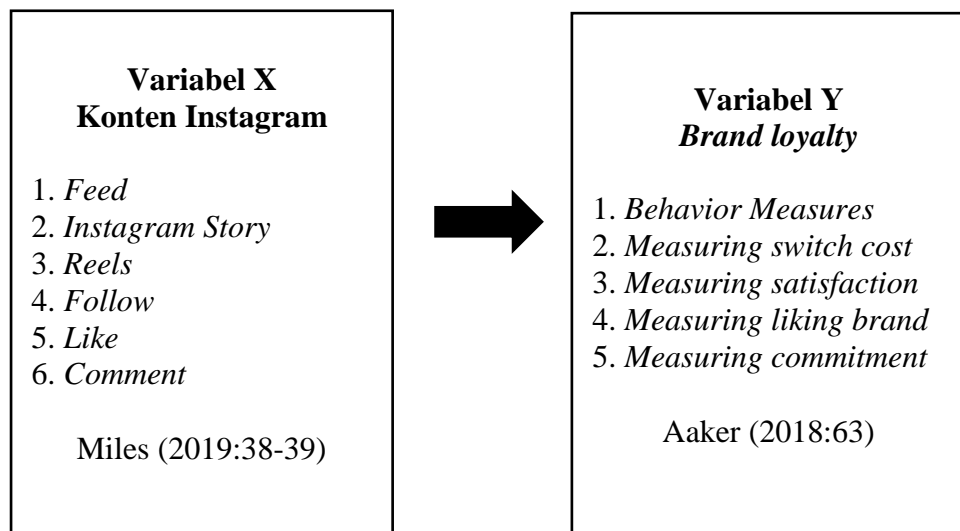 Variabel X
Konten Instagram
1. Feed
2. Instagram Story
3. Reels
4. Follow
5. Like
6. Comment
Miles (2019:38-39)
Variabel Y
Brand loyalty
1. Behavior Measures
2. Measuring switch cost
3. Measuring satisfaction
4. Measuring liking brand
5. Measuring commitment
Aaker (2018:63)